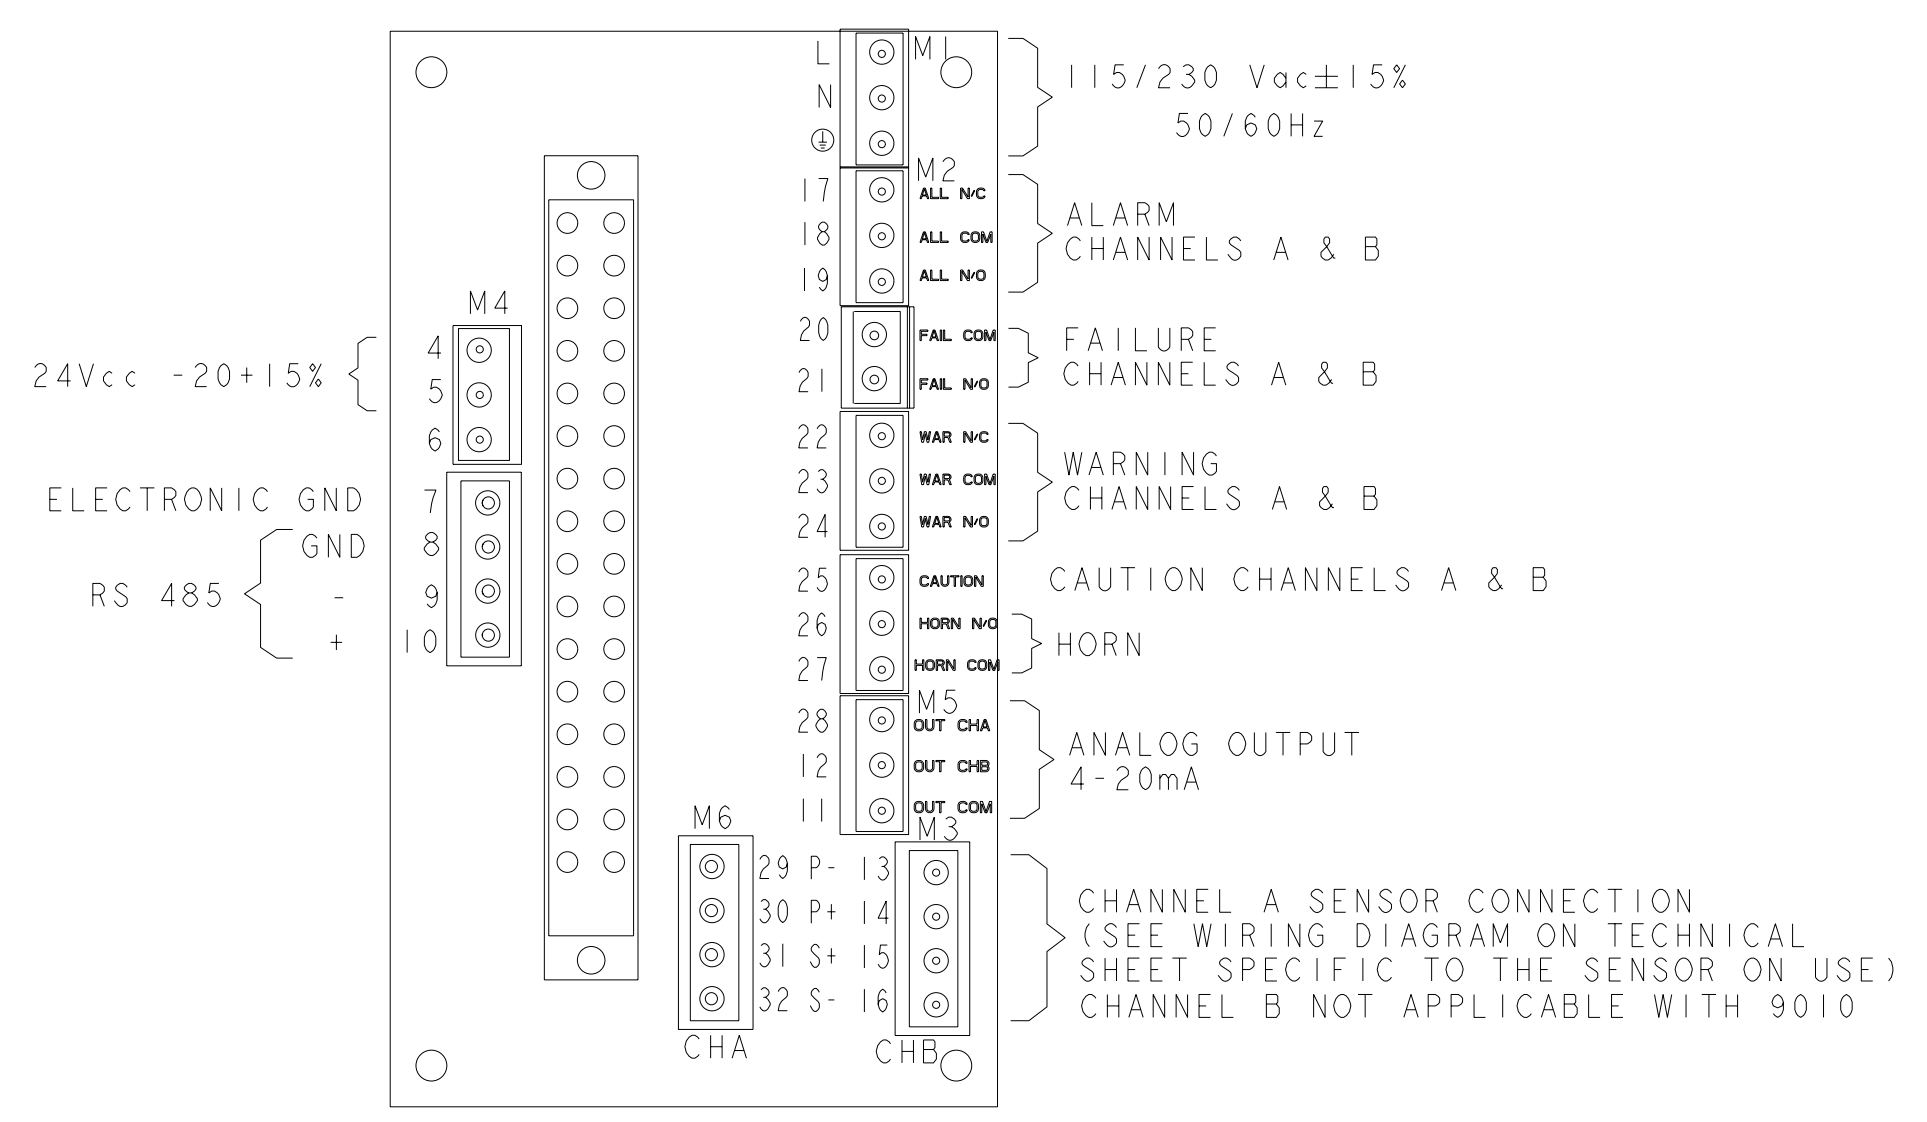 L M1
N
115/230 Vac±15%
50/60Hz
M2
17 ALL N/C
18 ALL COM
19 ALL N/O
ALARM
CHANNELS A & B
M4
4
5
6
24Vcc -20+15%
20 FAIL COM
21 FAIL N/O
FAILURE
CHANNELS A & B
22 WAR N/C
23 WAR COM
24 WAR N/O
WARNING
CHANNELS A & B
ELECTRONIC GND 7
GND 8
RS 485
- 9
+ 10
25 CAUTION
CAUTION CHANNELS A & B
26 HORN N/O
27 HORN COM
HORN
M5
28 OUT CHA
12 OUT CHB
11 OUT COM
ANALOG OUTPUT
4-20mA
M6
M3
29 P- 13
30 P+ 14
31 S+ 15
32 S- 16
CHA
CHB
CHANNEL A SENSOR CONNECTION
(SEE WIRING DIAGRAM ON TECHNICAL
SHEET SPECIFIC TO THE SENSOR ON USE)
CHANNEL B NOT APPLICABLE WITH 9010